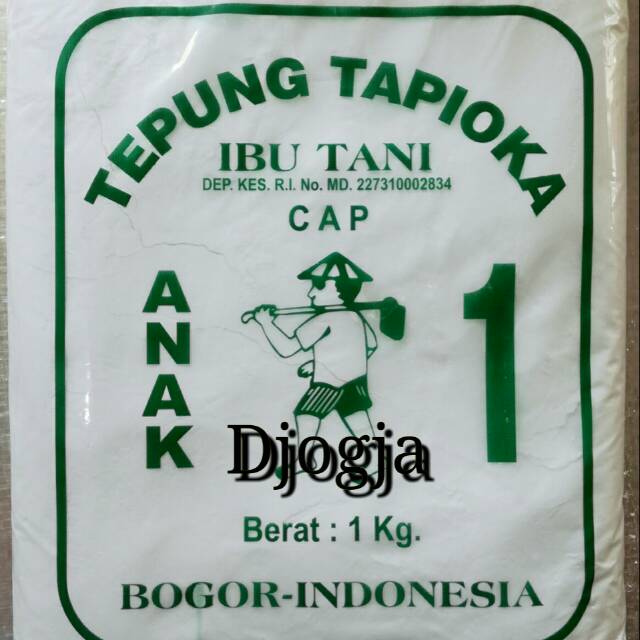 TEPUNG TAPIOKA
IBU TANI
DEP. KES. R.I. No. MD. 227310002834
CAP
ANAK
1
Djogja
Berat : 1 Kg.
BOGOR-INDONESIA